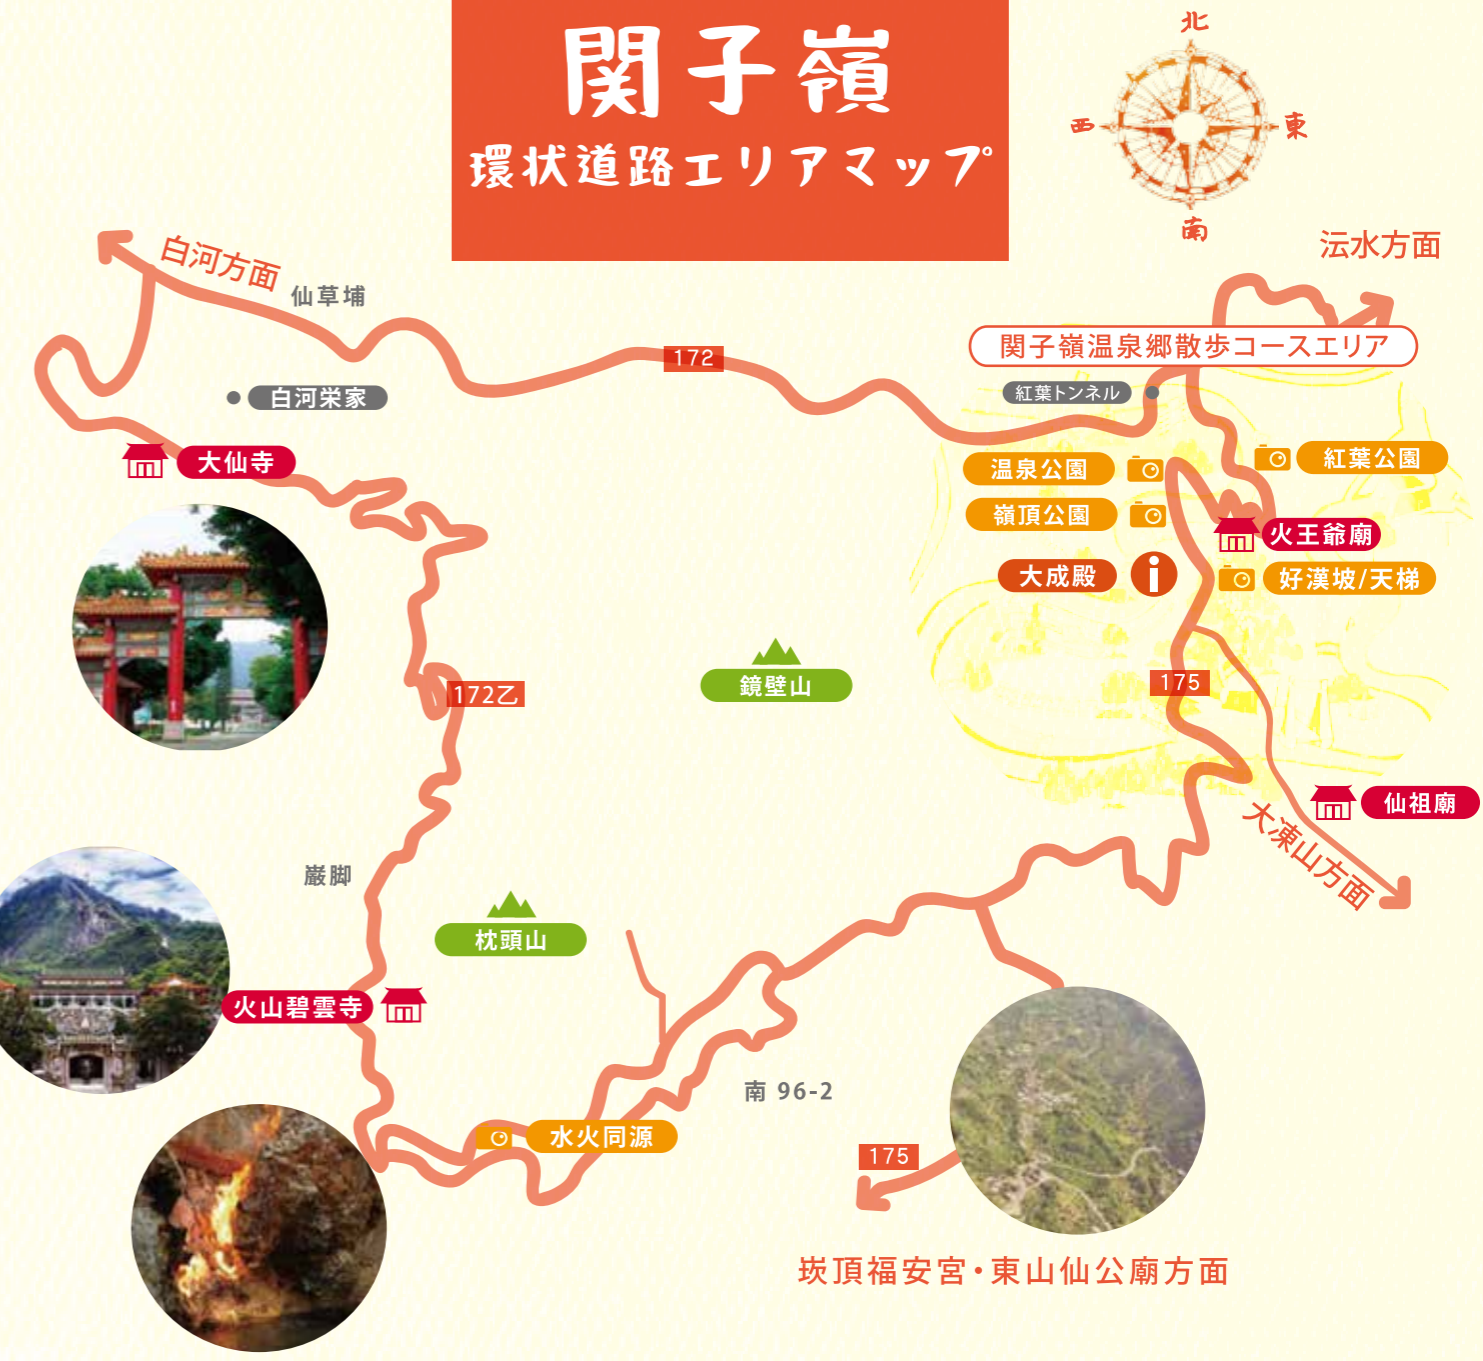 関子嶺
環状道路エリアマップ
北
西
東
南
沄水方面
白河方面
仙草埔
172
関子嶺温泉郷散歩コースエリア
紅葉トンネル
白河栄家
大仙寺
温泉公園
紅葉公園
嶺頂公園
火王爺廟
大成殿
i
好漢坡/天梯
鏡壁山
172乙
175
仙祖廟
大凍山方面
巌脚
枕頭山
火山碧雲寺
南 96-2
水火同源
175
崁頂福安宮・東山仙公廟方面